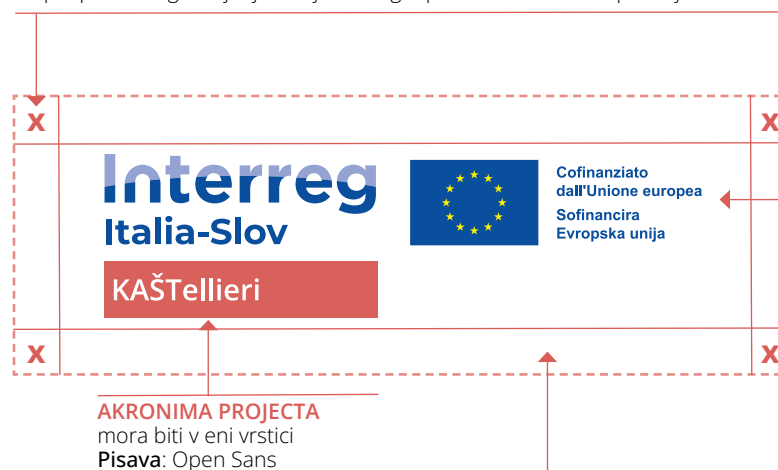 X
X
Interreg
Italia-Slov
KAŠTellieri
Cofinanziato
dall'Unione europea
Sofinancira
Evropska unija
X
X
AKRONIMA PROJECTA
mora biti v eni vrstici
Pisava: Open Sans